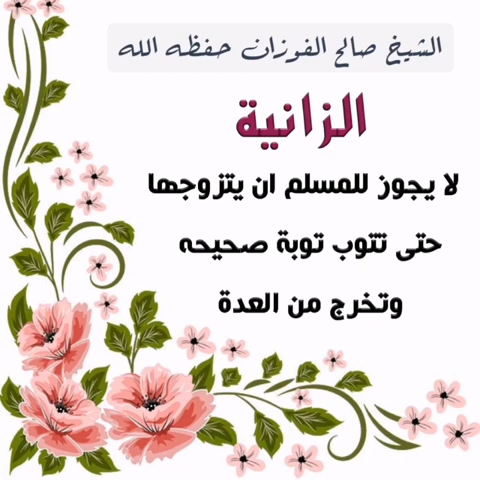 الشيخ صالح الفوزان حفظه الله
الزانية
لا يجوز للمسلم ان يتزوجها
حتى تتوب توبة صحيحه
وتخرج من العدة